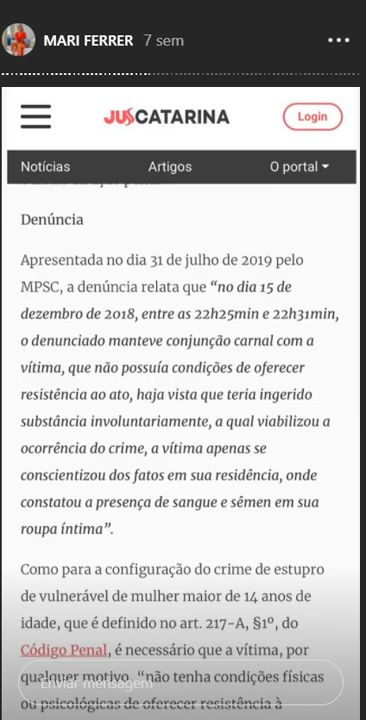 MARI FERRER 7 sem
JUSCATARINA
Login
Notícias Artigos O portal
Denúncia
Apresentada no dia 31 de julho de 2019 pelo
MPSC, a denúncia relata que “no dia 15 de
dezembro de 2018, entre as 22h25min e 22h31min,
o denunciado manteve conjunção carnal com a
vítima, que não possuía condições de oferecer
resistência ao ato, haja vista que teria ingerido
substância involuntariamente, a qual viabilizou a
ocorrência do crime, a vítima apenas se
conscientizou dos fatos em sua residência, onde
constatou a presença de sangue e sêmen em sua
roupa íntima”.
Como para a configuração do crime de estupro
de vulnerável de mulher maior de 14 anos de
idade, que é definido no art. 217-A, §1º, do
Código Penal, é necessário que a vítima, por
qualquer motivo, “não tenha condições físicas
Enviar mensagem
ou psicológicas de oferecer resistência à